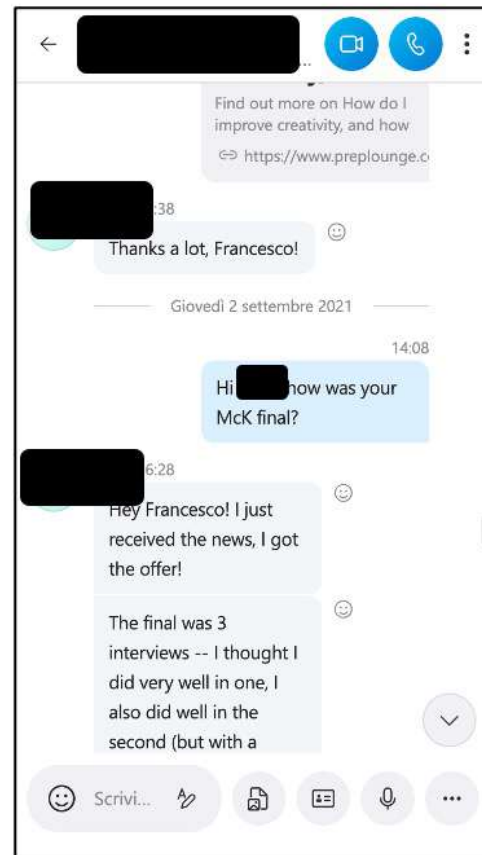 ...
Find out more on How do I
improve creativity, and how
https://www.preplounge.c
:38
Thanks a lot, Francesco!
Giovedì 2 settembre 2021
14:08
Hi how was your
McK final?
6:28
Hey Francesco! I just
received the news, I got
the offer!
The final was 3
interviews -- I thought I
did very well in one, I
also did well in the
second (but with a
Scrivi...